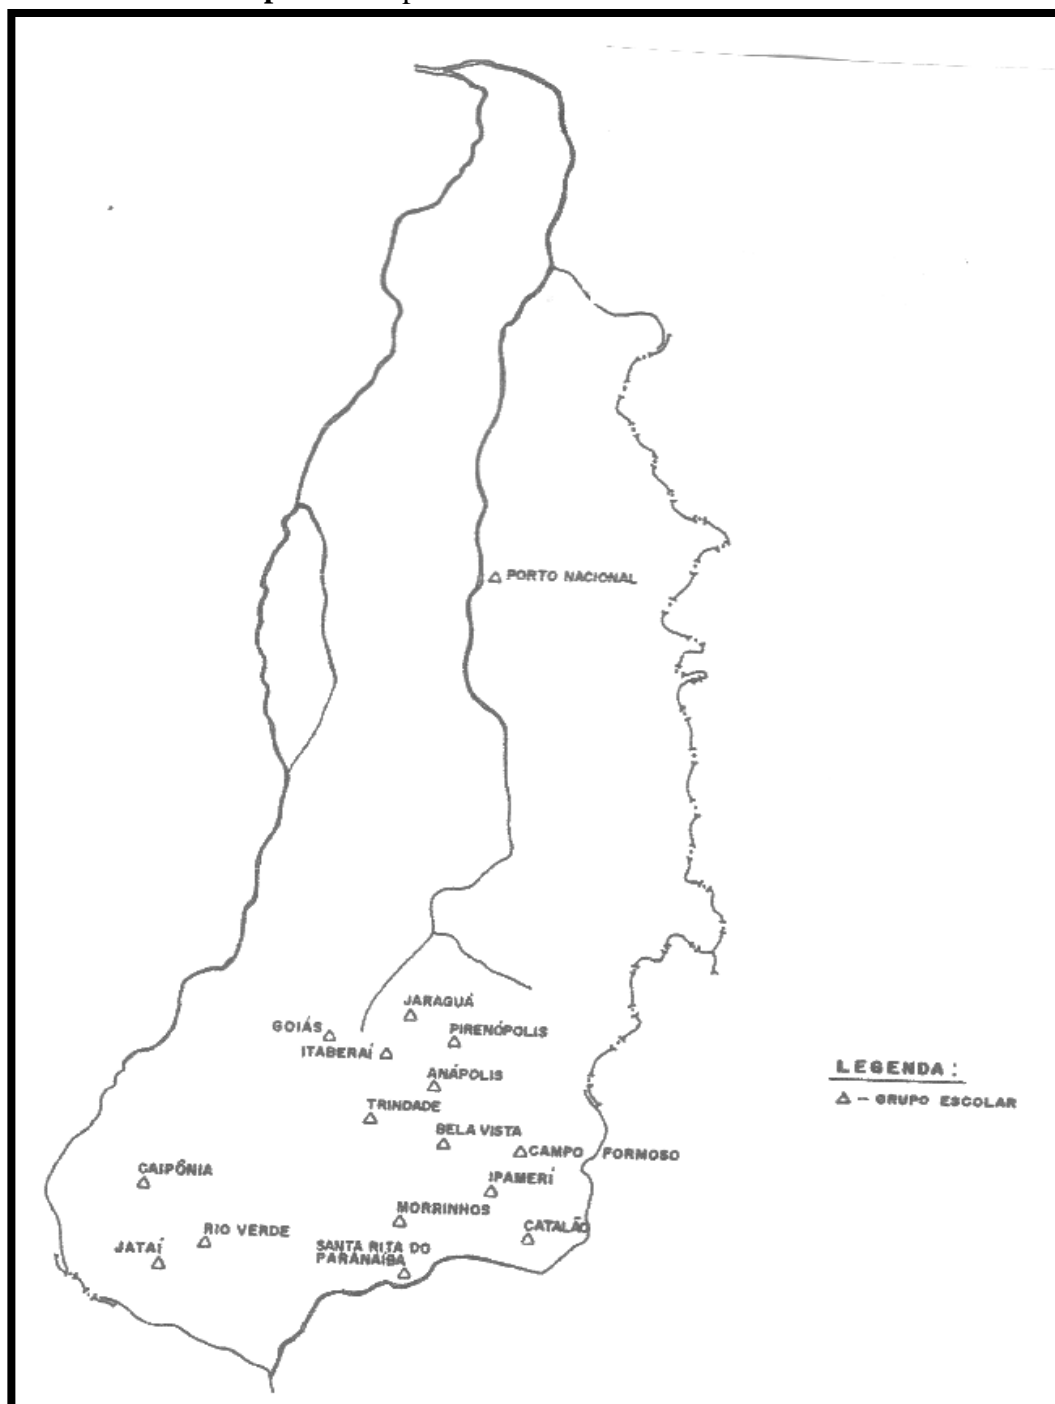 PORTO NACIONAL
JARAGUÁ
GOIÁS
PIRENÓPOLIS
ITABERAÍ
ANÁPOLIS
TRINDADE
BELA VISTA
CAMPO FORMOSO
IPAMERÍ
CAIPÔNIA
MORRINHOS
RIO VERDE
CATALÃO
JATAÍ
SANTA RITA DO
PARANAÍBA
LEGENDA:
– GRUPO ESCOLAR